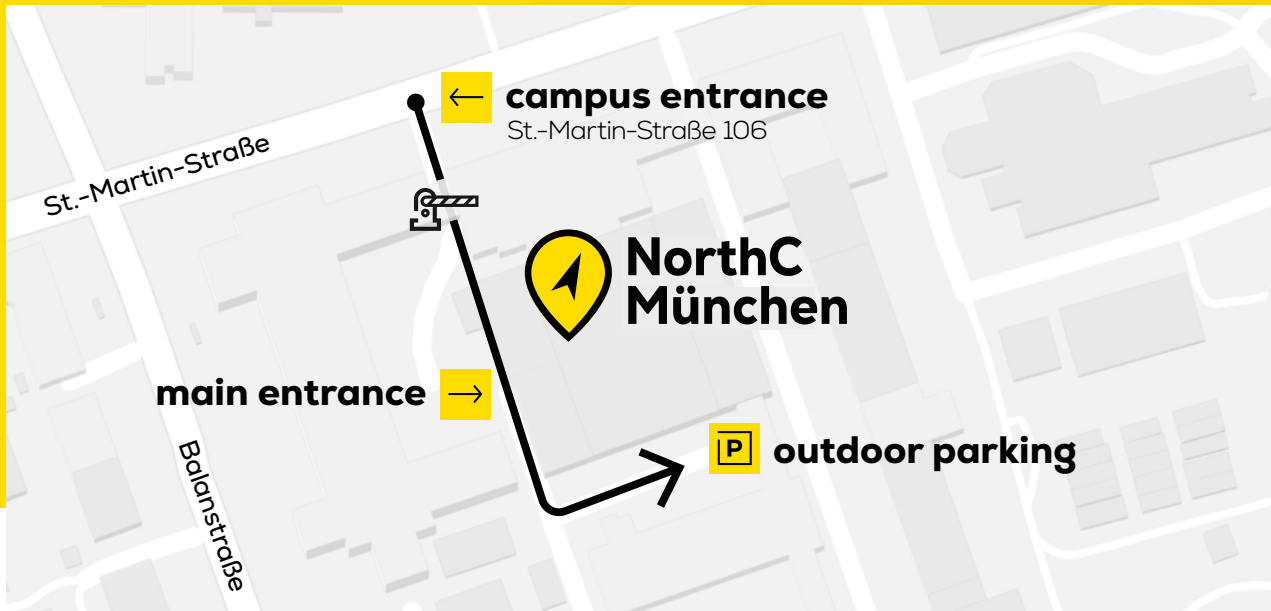 campus entrance
St.-Martin-Straße 106
St.-Martin-Straße
NorthC
München
main entrance
P
outdoor parking
Balanstraße